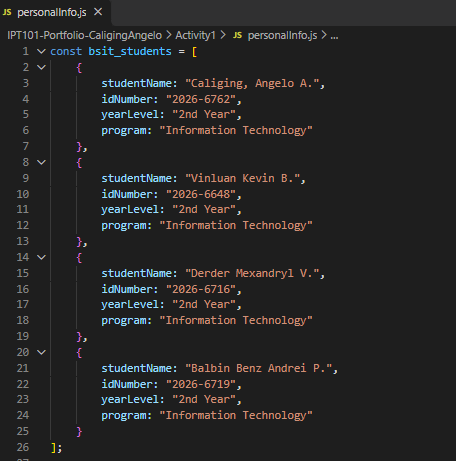 personalInfo.js
IPT101-Portfolio-CaligingAngelo > Activity1 > personalInfo.js > ...
1 const bsit_students = [
2 {
3 studentName: "Caliging, Angelo A.",
4 idNumber: "2026-6762",
5 yearLevel: "2nd Year",
6 program: "Information Technology"
7 },
8 {
9 studentName: "Vinluan Kevin B.",
10 idNumber: "2026-6648",
11 yearLevel: "2nd Year",
12 program: "Information Technology"
13 },
14 {
15 studentName: "Derder Mexandryl V.",
16 idNumber: "2026-6716",
17 yearLevel: "2nd Year",
18 program: "Information Technology"
19 },
20 {
21 studentName: "Balbin Benz Andrei P.",
22 idNumber: "2026-6719",
23 yearLevel: "2nd Year",
24 program: "Information Technology"
25 }
26 ];